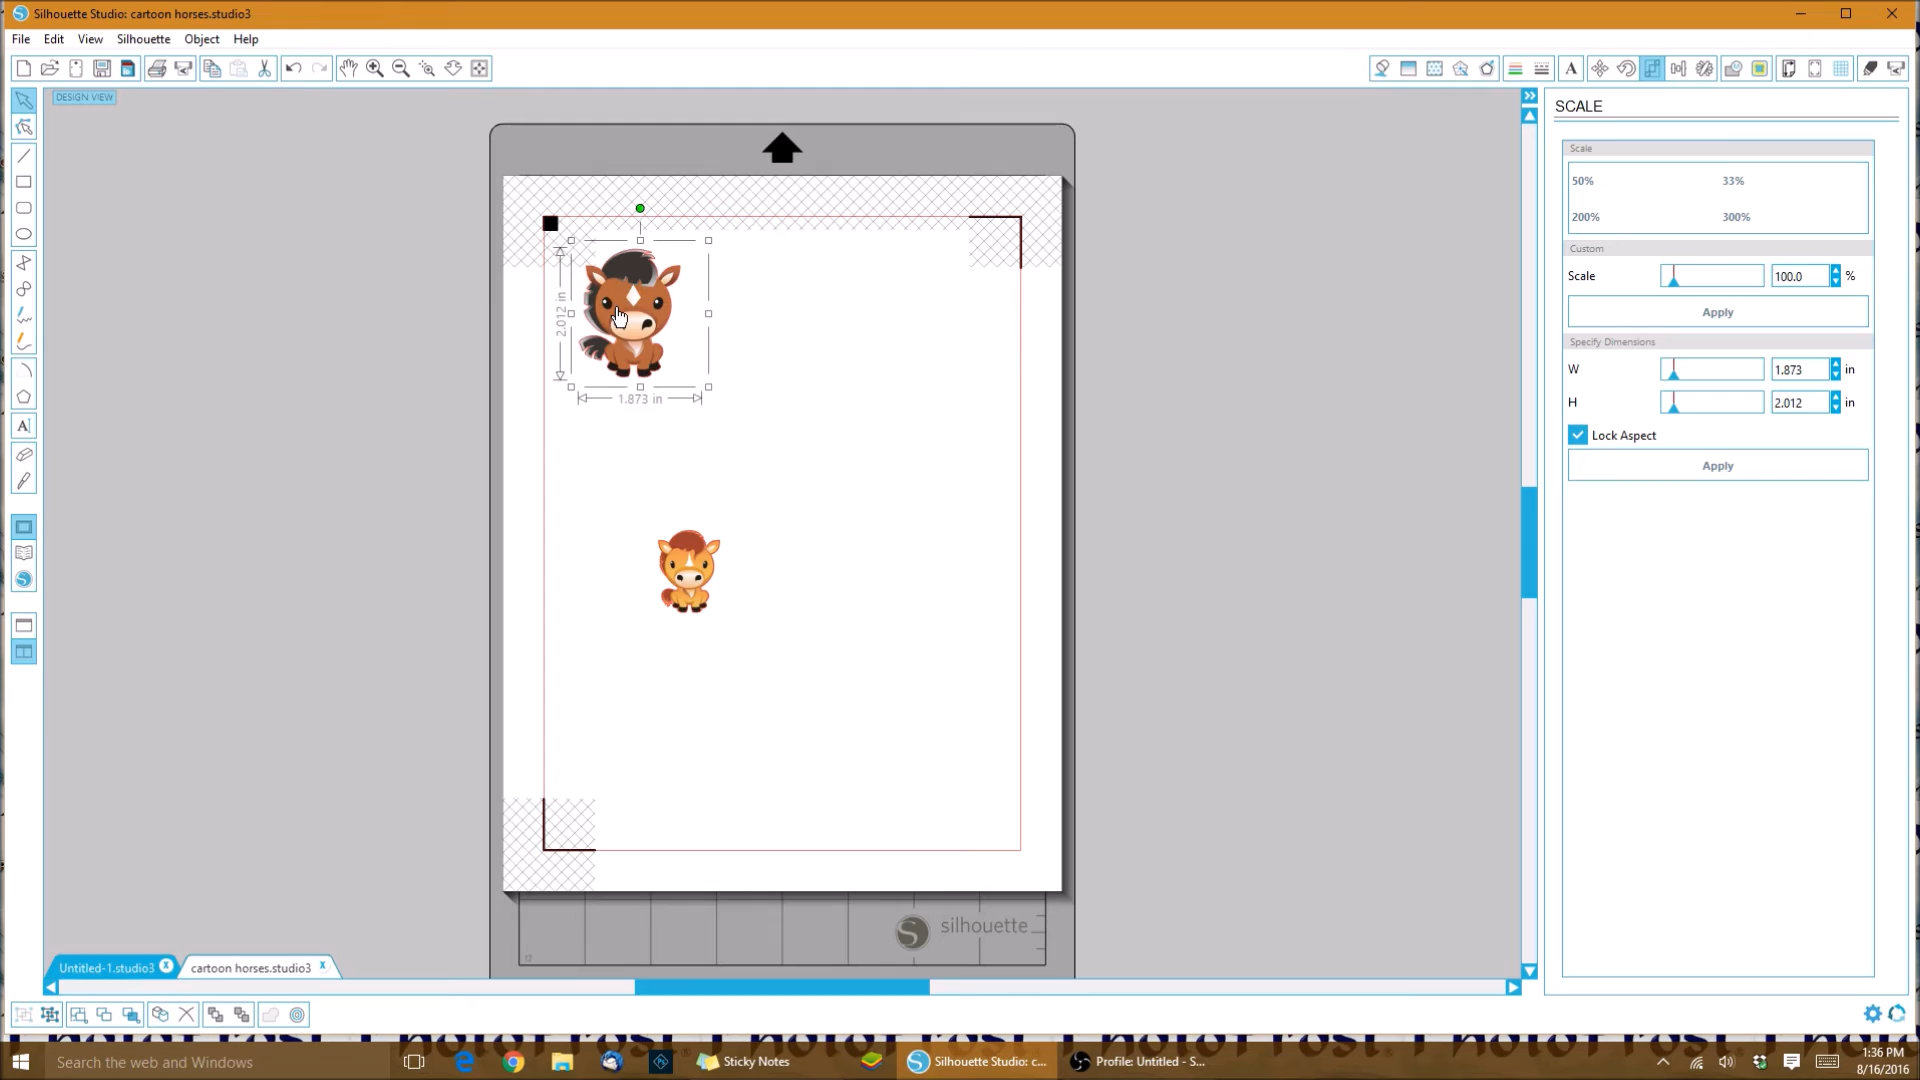 Silhouette Studio: cartoon horses.studio3
File Edit View Silhouette Object Help
DESIGN VIEW
SCALE
Scale
50% 33%
200% 300%
Custom
Scale 100.0 %
Apply
Specify Dimensions
W 1.873 in
H 2.012 in
Lock Aspect
Apply
2.012 in
1.873 in
silhouette
12
Untitled-1.studio3 x cartoon horses.studio3 x
Search the web and Windows
Sticky Notes
Silhouette Studio: c...
Profile: Untitled - S...
1:36 PM
8/16/2016